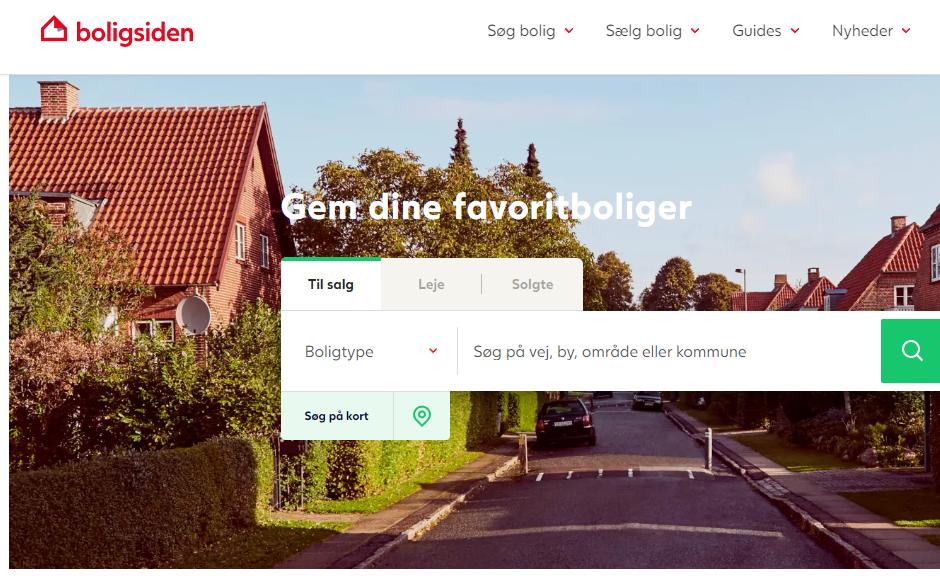 boligsiden
Søg bolig Sælg bolig Guides Nyheder
Gem dine favoritboliger
Til salg Leje Solgte
Boligtype Søg på vej, by, område eller kommune
Søg på kort